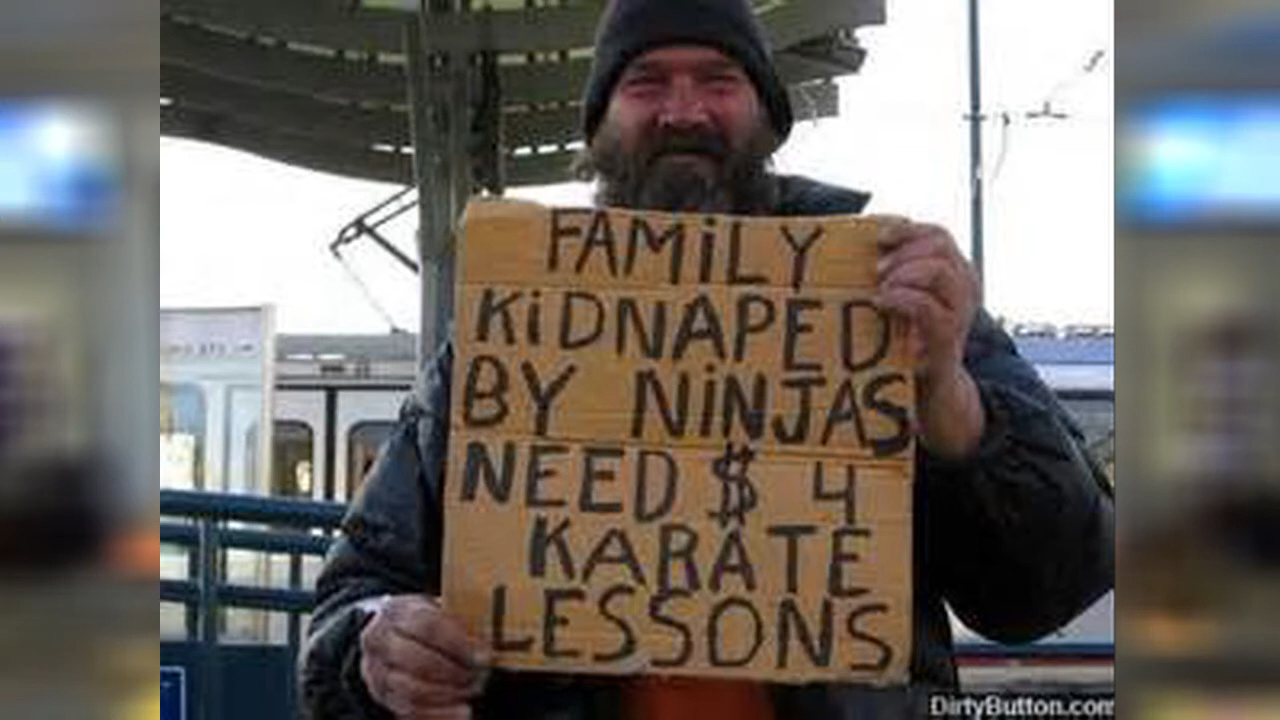 FAMiLY
KiDNAPED
BY NiNJAS
NEED $ 4
KARATE
LESSONS
DirtyButton.com